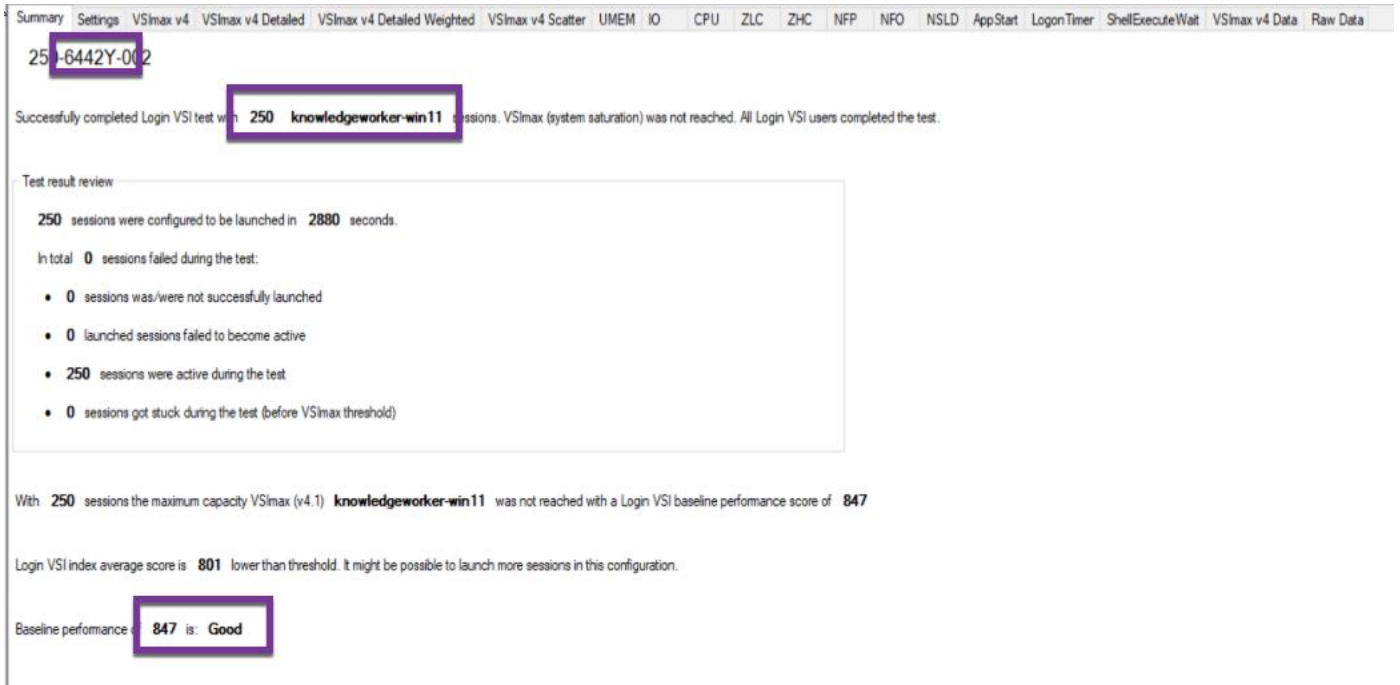 Summary Settings VSImax v4 VSImax v4 Detailed VSImax v4 Detailed Weighted VSImax v4 Scatter UMEM IO CPU ZLC ZHC NFP NFO NSLD AppStart LogonTimer ShellExecuteWait VSImax v4 Data Raw Data
250-6442Y-002
Successfully completed Login VSI test with 250 knowledgeworker-win11 sessions. VSImax (system saturation) was not reached. All Login VSI users completed the test.
Test result review
250 sessions were configured to be launched in 2880 seconds.
In total 0 sessions failed during the test:
• 0 sessions was/were not successfully launched
• 0 launched sessions failed to become active
• 250 sessions were active during the test
• 0 sessions got stuck during the test (before VSImax threshold)
With 250 sessions the maximum capacity VSImax (v4.1) knowledgeworker-win11 was not reached with a Login VSI baseline performance score of 847
Login VSI index average score is 801 lower than threshold. It might be possible to launch more sessions in this configuration.
Baseline performance of 847 is: Good